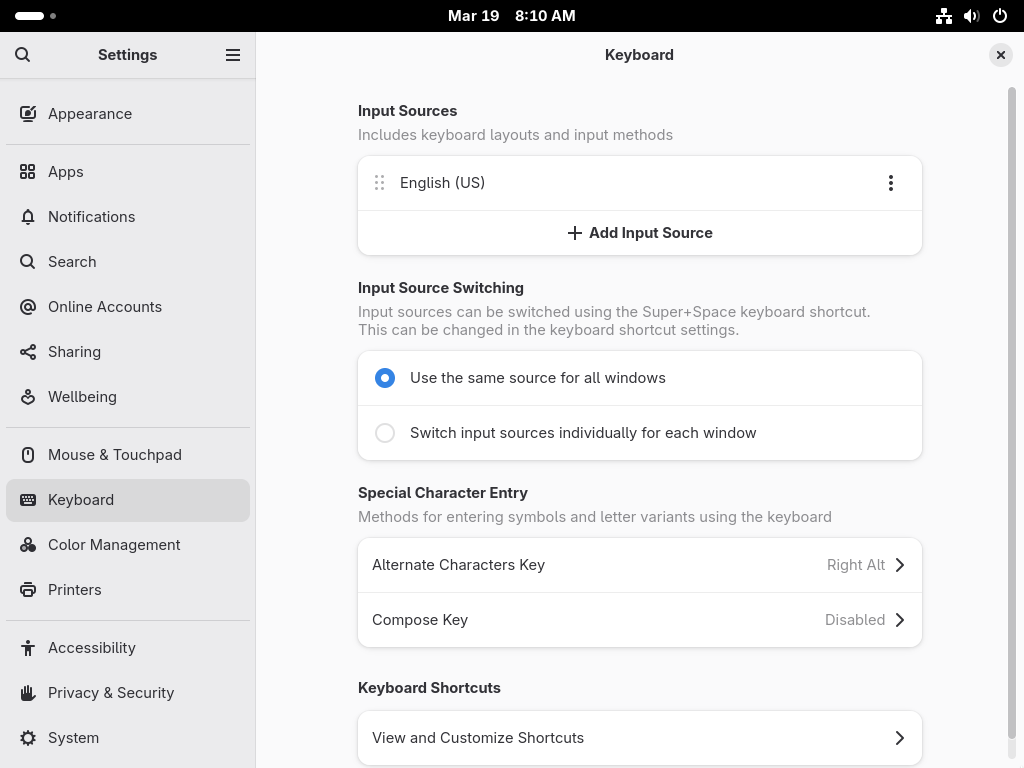 Mar 19 8:10 AM
Settings
Keyboard
Appearance
Apps
Notifications
Search
Online Accounts
Sharing
Wellbeing
Mouse & Touchpad
Keyboard
Color Management
Printers
Accessibility
Privacy & Security
System
Input Sources
Includes keyboard layouts and input methods
English (US)
Add Input Source
Input Source Switching
Input sources can be switched using the Super+Space keyboard shortcut.
This can be changed in the keyboard shortcut settings.
Use the same source for all windows
Switch input sources individually for each window
Special Character Entry
Methods for entering symbols and letter variants using the keyboard
Alternate Characters Key Right Alt
Compose Key Disabled
Keyboard Shortcuts
View and Customize Shortcuts